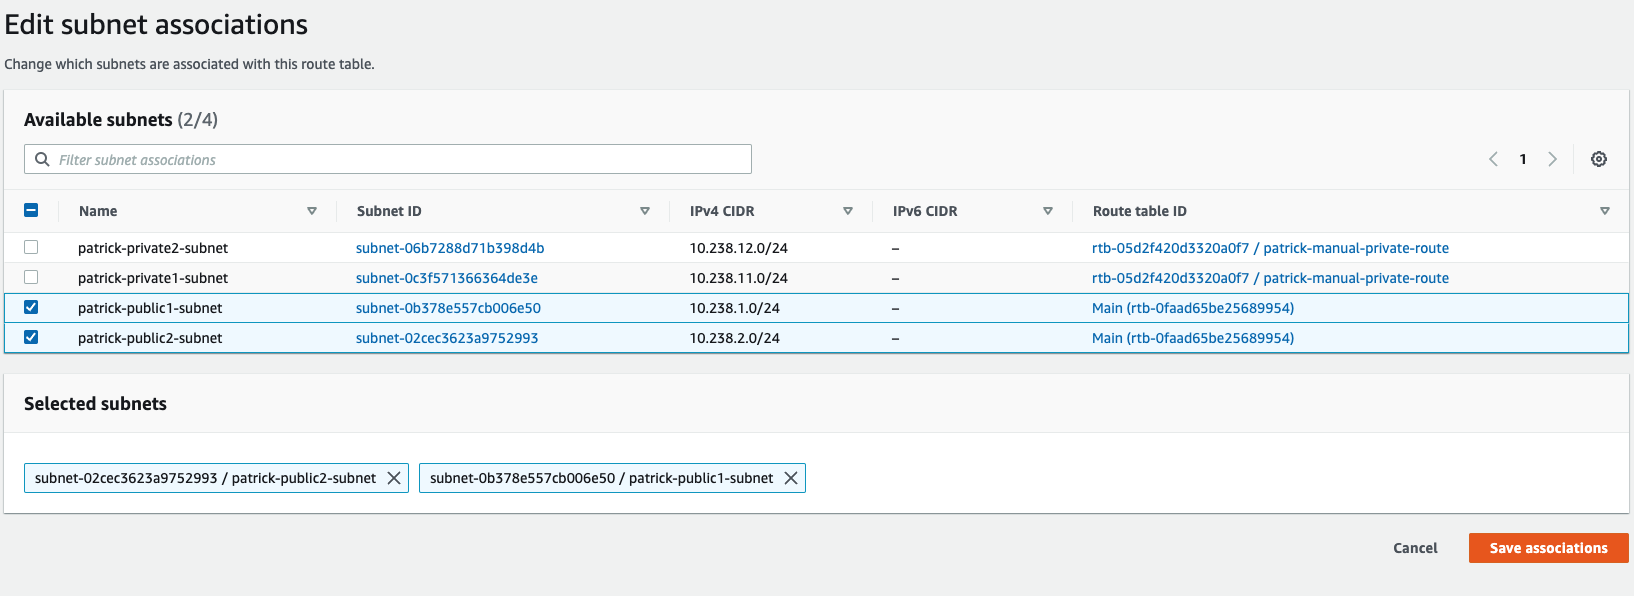 Edit subnet associations
Change which subnets are associated with this route table.
Available subnets (2/4)
Filter subnet associations
1
Name Subnet ID IPv4 CIDR IPv6 CIDR Route table ID
patrick-private2-subnet subnet-06b7288d71b398d4b 10.238.12.0/24 – rtb-05d2f420d3320a0f7 / patrick-manual-private-route
patrick-private1-subnet subnet-0c3f571366364de3e 10.238.11.0/24 – rtb-05d2f420d3320a0f7 / patrick-manual-private-route
patrick-public1-subnet subnet-0b378e557cb006e50 10.238.1.0/24 – Main (rtb-0faad65be25689954)
patrick-public2-subnet subnet-02cec3623a9752993 10.238.2.0/24 – Main (rtb-0faad65be25689954)
Selected subnets
subnet-02cec3623a9752993 / patrick-public2-subnet subnet-0b378e557cb006e50 / patrick-public1-subnet
Cancel Save associations